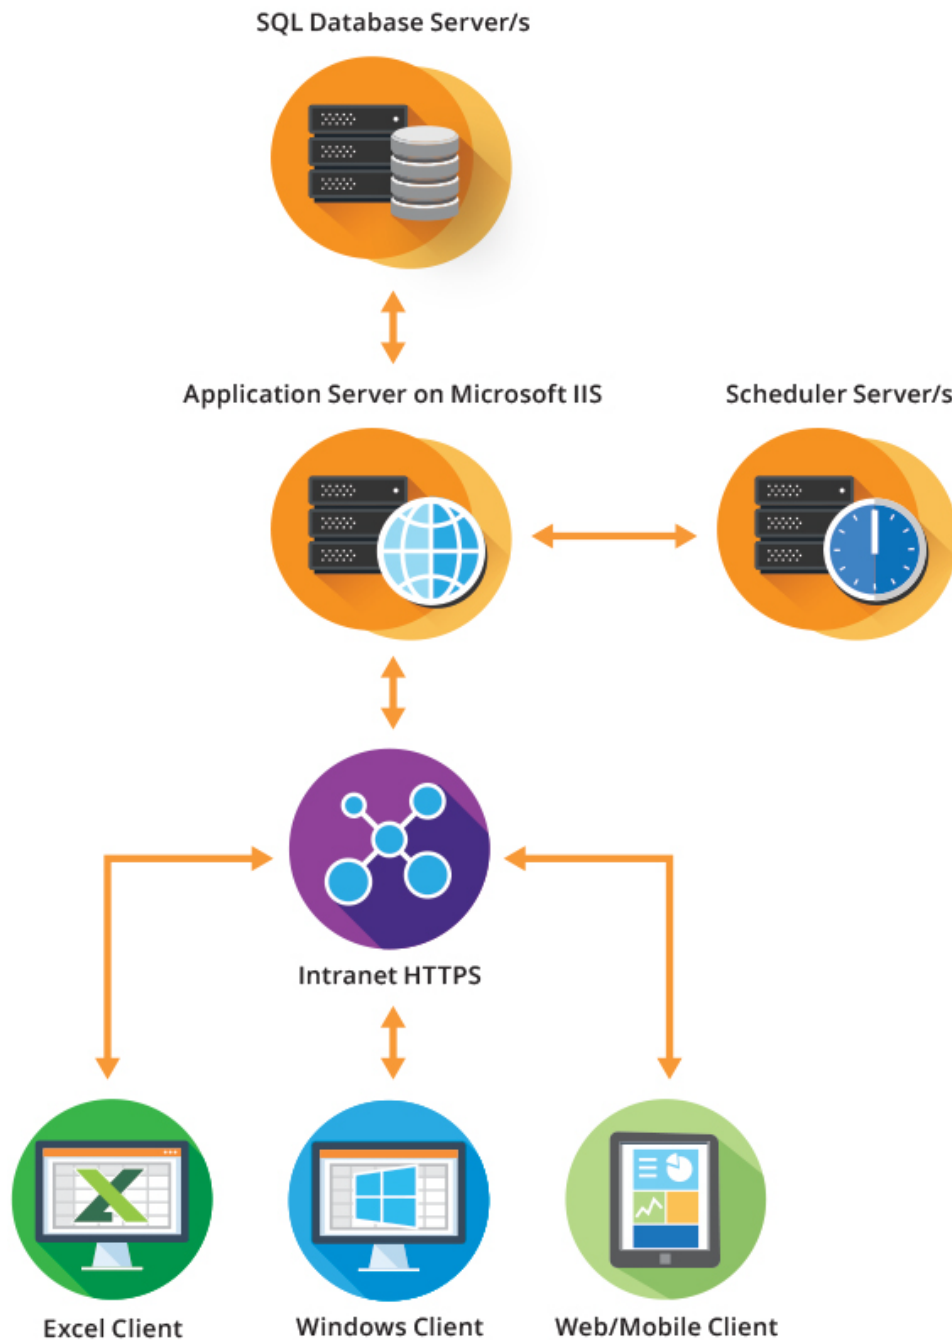 SQL Database Server/s
Application Server on Microsoft IIS
Scheduler Server/s
Intranet HTTPS
Excel Client
Windows Client
Web/Mobile Client